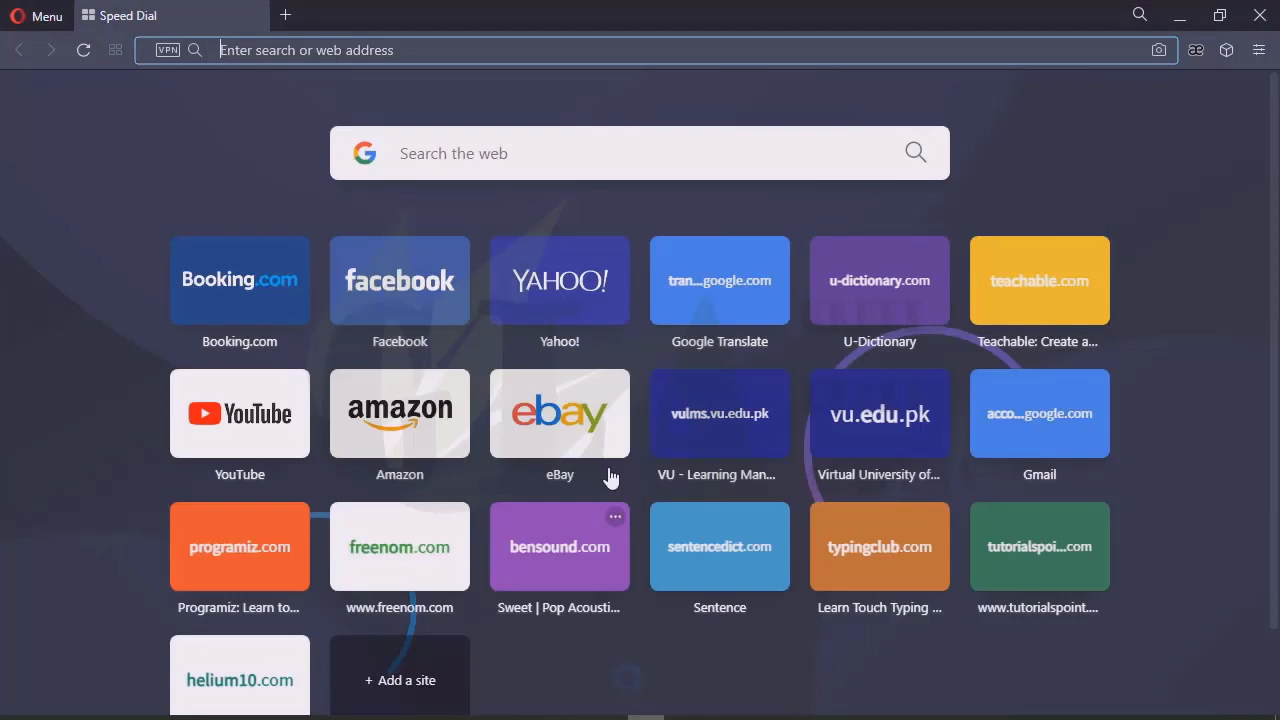 Menu
Speed Dial
VPN
Enter search or web address
Search the web
Booking.com
facebook
YAHOO!
tran...google.com
u-dictionary.com
teachable.com
Booking.com
Facebook
Yahoo!
Google Translate
U-Dictionary
Teachable: Create a...
YouTube
amazon
ebay
vulms.vu.edu.pk
vu.edu.pk
acco...google.com
YouTube
Amazon
eBay
VU - Learning Man...
Virtual University of...
Gmail
programiz.com
freenom.com
bensound.com
sentencedict.com
typingclub.com
tutorialspoi...com
Programiz: Learn to...
www.freenom.com
Sweet | Pop Acousti...
Sentence
Learn Touch Typing ...
www.tutorialspoint....
helium10.com
+ Add a site